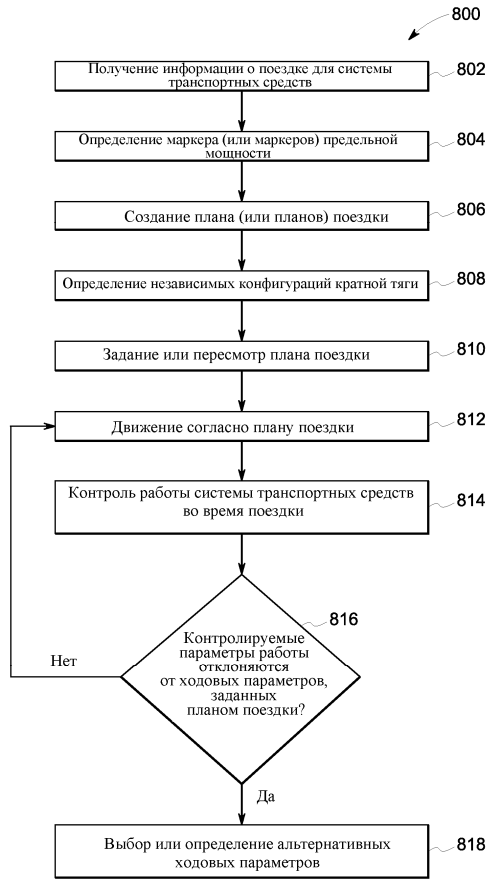 800
Получение информации о поездке для системы
транспортных средств
802
Определение маркера (или маркеров) предельной
мощности
804
Создание плана (или планов) поездки
806
Определение независимых конфигураций кратной тяги
808
Задание или пересмотр плана поездки
810
Движение согласно плану поездки
812
Контроль работы системы транспортных средств
во время поездки
814
816
Контролируемые
параметры работы
отклоняются
от ходовых параметров,
заданных
планом поездки?
Нет
Да
Выбор или определение альтернативных
ходовых параметров
818